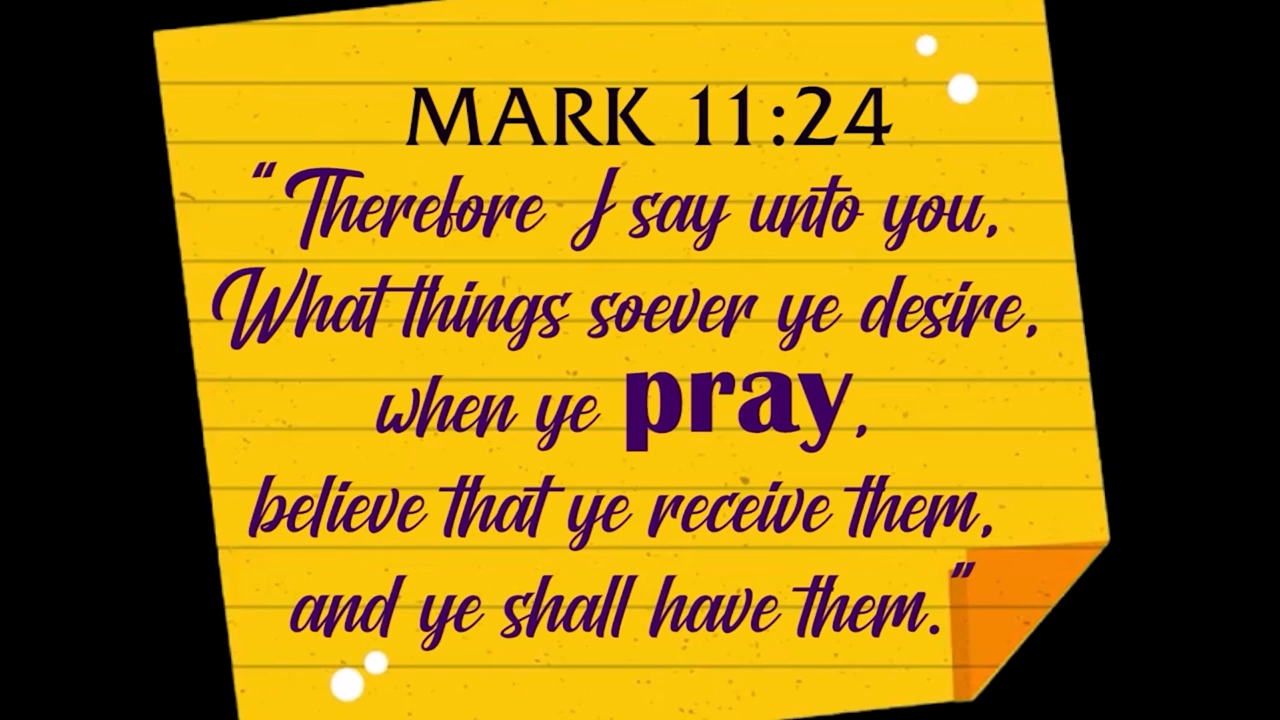 MARK 11:24
“Therefore I say unto you,
What things soever ye desire,
when ye pray,
believe that ye receive them,
and ye shall have them.”